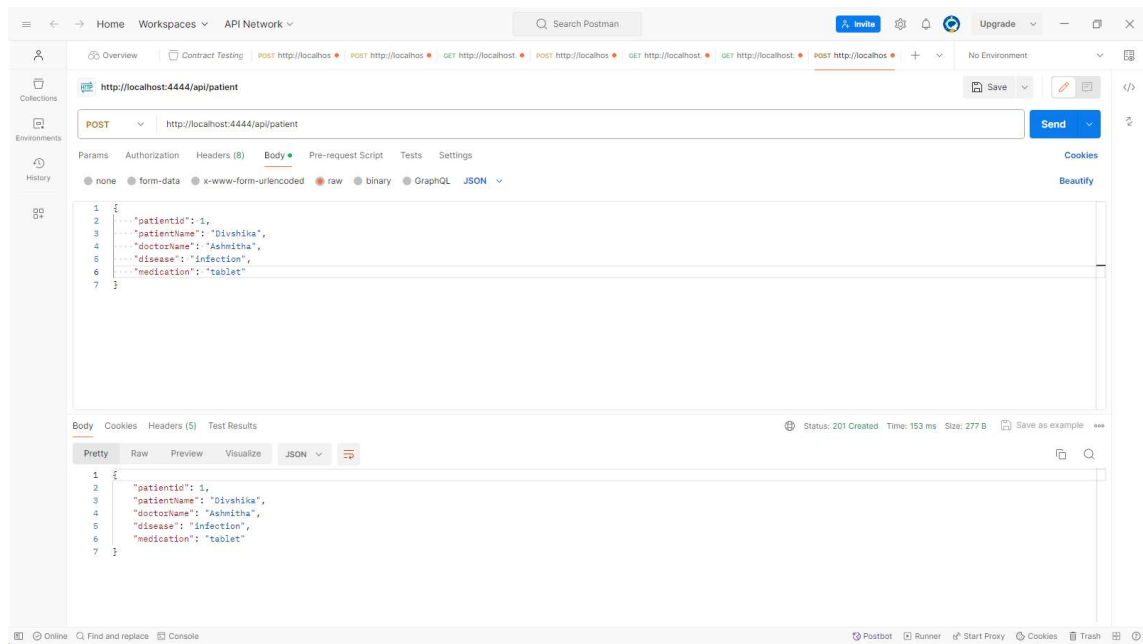 Home Workspaces API Network Search Postman Invite Upgrade
Overview Contract Testing POST http://localhos POST http://localhos GET http://localhost. POST http://localhos GET http://localhost. GET http://localhost. POST http://localhos No Environment
HTTP http://localhost:4444/api/patient Save
Collections
POST http://localhost:4444/api/patient Send
Environments
Params Authorization Headers (8) Body Pre-request Script Tests Settings Cookies
History
none form-data x-www-form-urlencoded raw binary GraphQL JSON Beautify
1 {
2 "patientid": 1,
3 "patientName": "Divshika",
4 "doctorName": "Ashmitha",
5 "disease": "infection",
6 "medication": "tablet"
7 }
Body Cookies Headers (5) Test Results Status: 201 Created Time: 153 ms Size: 277 B Save as example
Pretty Raw Preview Visualize JSON
1 {
2 "patientid": 1,
3 "patientName": "Divshika",
4 "doctorName": "Ashmitha",
5 "disease": "infection",
6 "medication": "tablet"
7 }
Online Find and replace Console Postbot Runner Start Proxy Cookies Trash